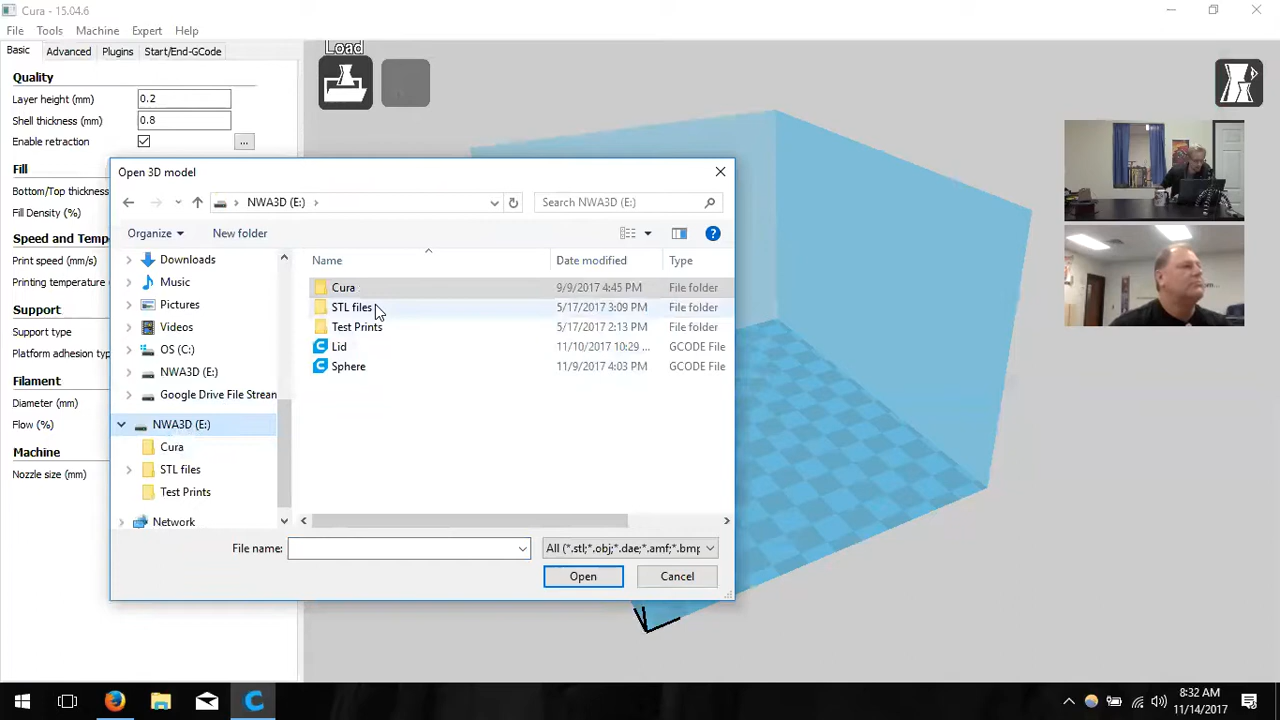 Cura - 15.04.6
File Tools Machine Expert Help
Basic Advanced Plugins Start/End-GCode
Load
Quality
Layer height (mm) 0.2
Shell thickness (mm) 0.8
Enable retraction ...
Fill
Bottom/Top thickness
Fill Density (%)
Speed and Temp
Print speed (mm/s)
Printing temperature
Support
Support type
Platform adhesion typ
Filament
Diameter (mm)
Flow (%)
Machine
Nozzle size (mm)
Open 3D model
NWA3D (E:)
Search NWA3D (E:)
Organize New folder
Downloads
Music
Pictures
Videos
OS (C:)
NWA3D (E:)
Google Drive File Strean
NWA3D (E:)
Cura
STL files
Test Prints
Network
Name Date modified Type
Cura 9/9/2017 4:45 PM File folder
STL files 5/17/2017 3:09 PM File folder
Test Prints 5/17/2017 2:13 PM File folder
Lid 11/10/2017 10:29 ... GCODE File
Sphere 11/9/2017 4:03 PM GCODE File
File name: All (*.stl;*.obj;*.dae;*.amf;*.bmp
Open Cancel
8:32 AM
11/14/2017